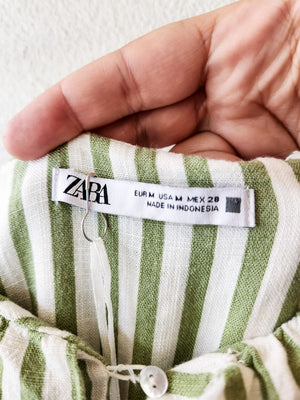 ZARA
EUR M USA M MEX 28
MADE IN INDONESIA